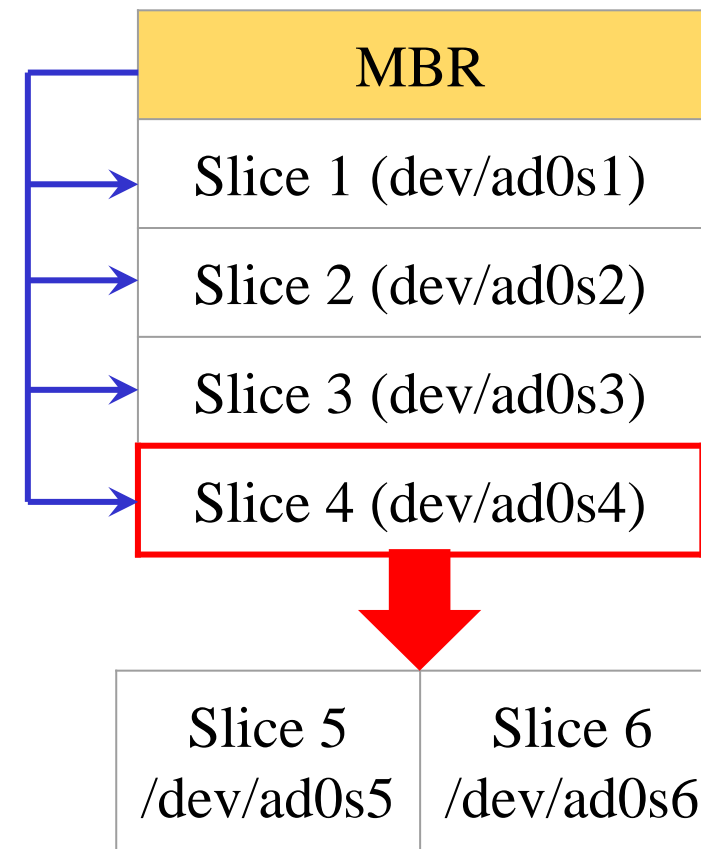 MBR
Slice 1 (dev/ad0s1)
Slice 2 (dev/ad0s2)
Slice 3 (dev/ad0s3)
Slice 4 (dev/ad0s4)
Slice 5
/dev/ad0s5
Slice 6
/dev/ad0s6